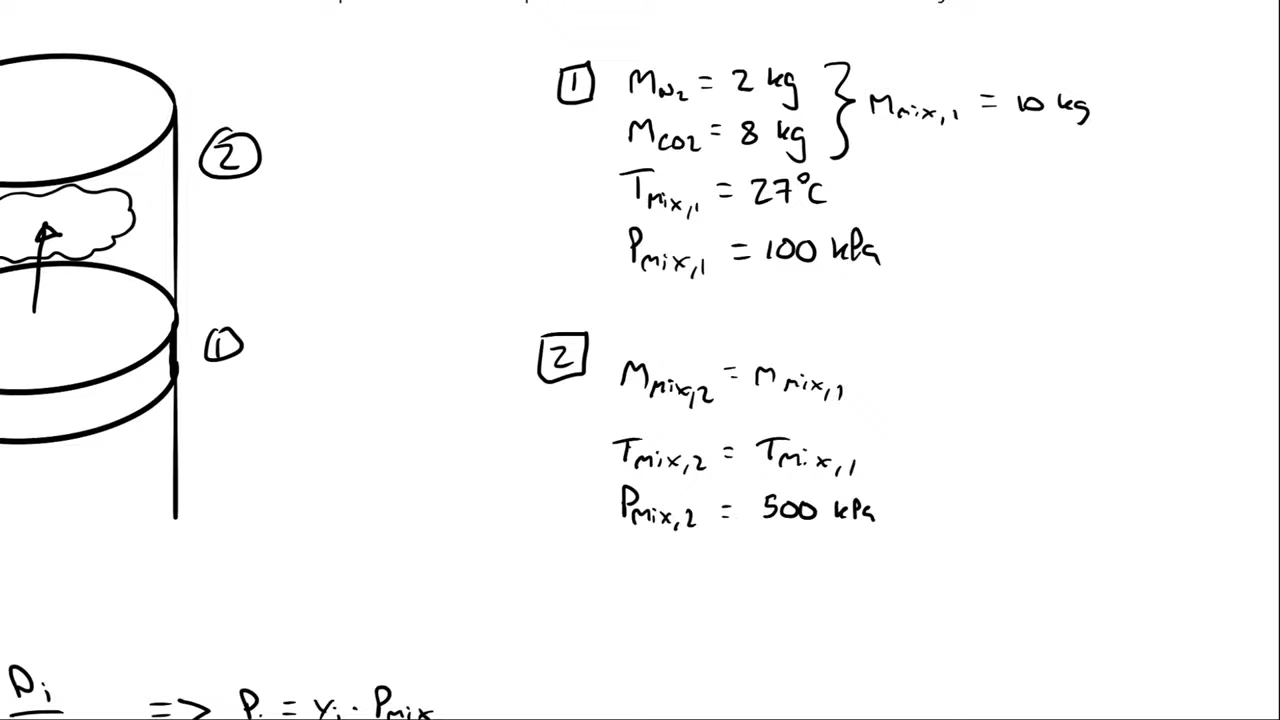 1 m_N2 = 2 kg
m_CO2 = 8 kg
} m_mix,1 = 10 kg
T_mix,1 = 27°C
P_mix,1 = 100 kPa
2
1
2 m_mix,2 = m_mix,1
T_mix,2 = T_mix,1
P_mix,2 = 500 kPa
P_i => P_i = y_i · P_mix